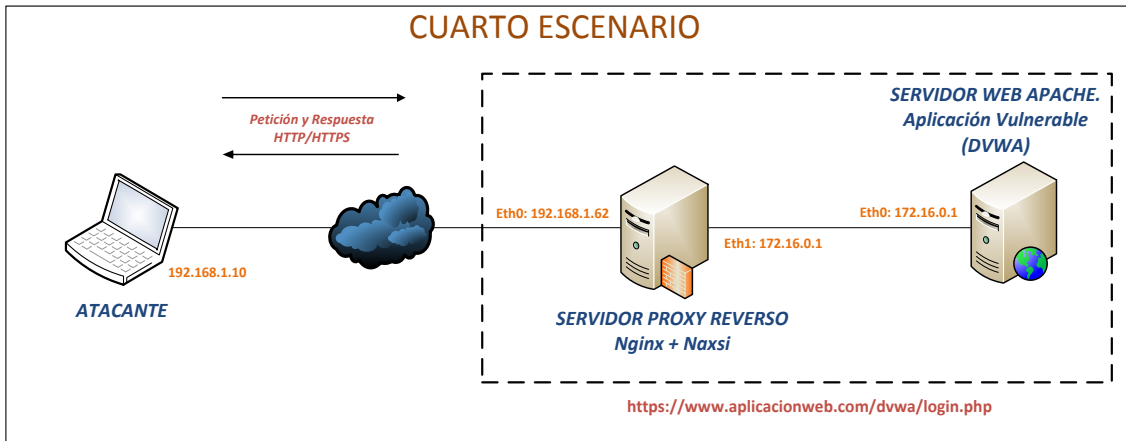 CUARTO ESCENARIO
Petición y Respuesta
HTTP/HTTPS
SERVIDOR WEB APACHE.
Aplicación Vulnerable
(DVWA)
Eth0: 192.168.1.62
Eth0: 172.16.0.1
Eth1: 172.16.0.1
192.168.1.10
ATACANTE
SERVIDOR PROXY REVERSO
Nginx + Naxsi
https://www.aplicacionweb.com/dvwa/login.php